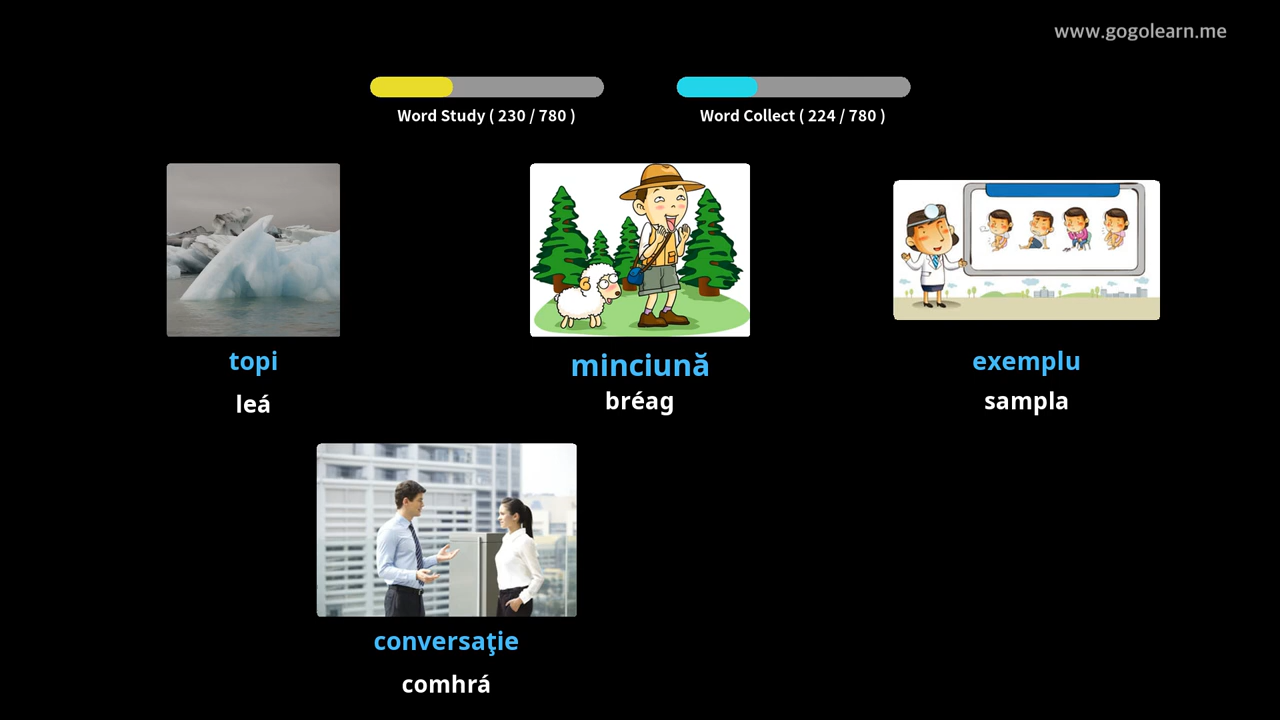 www.gogolearn.me
Word Study ( 230 / 780 )
Word Collect ( 224 / 780 )
topi
leá
minciună
bréag
exemplu
sampla
conversaţie
comhrá